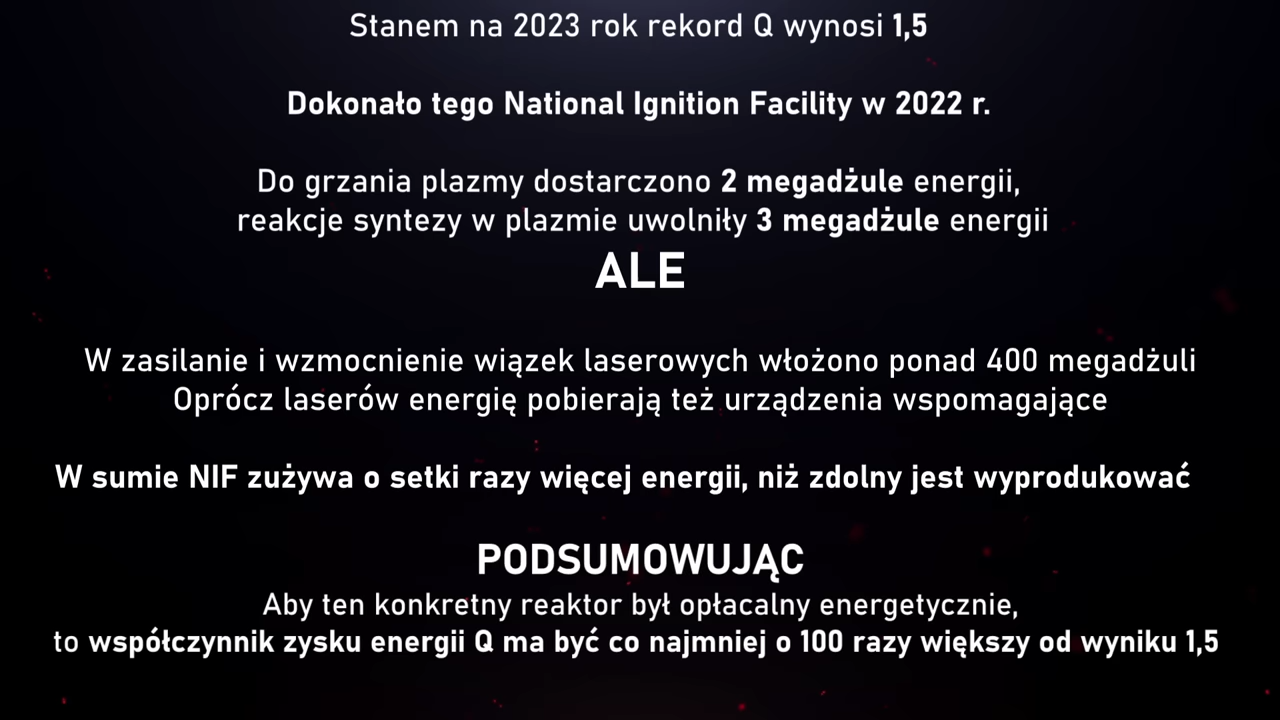 Stanem na 2023 rok rekord Q wynosi 1,5
Dokonało tego National Ignition Facility w 2022 r.
Do grzania plazmy dostarczono 2 megadżule energii,
reakcje syntezy w plazmie uwolniły 3 megadżule energii
ALE
W zasilanie i wzmocnienie wiązek laserowych włożono ponad 400 megadżuli
Oprócz laserów energię pobierają też urządzenia wspomagające
W sumie NIF zużywa o setki razy więcej energii, niż zdolny jest wyprodukować
PODSUMOWUJĄC
Aby ten konkretny reaktor był opłacalny energetycznie,
to współczynnik zysku energii Q ma być co najmniej o 100 razy większy od wyniku 1,5